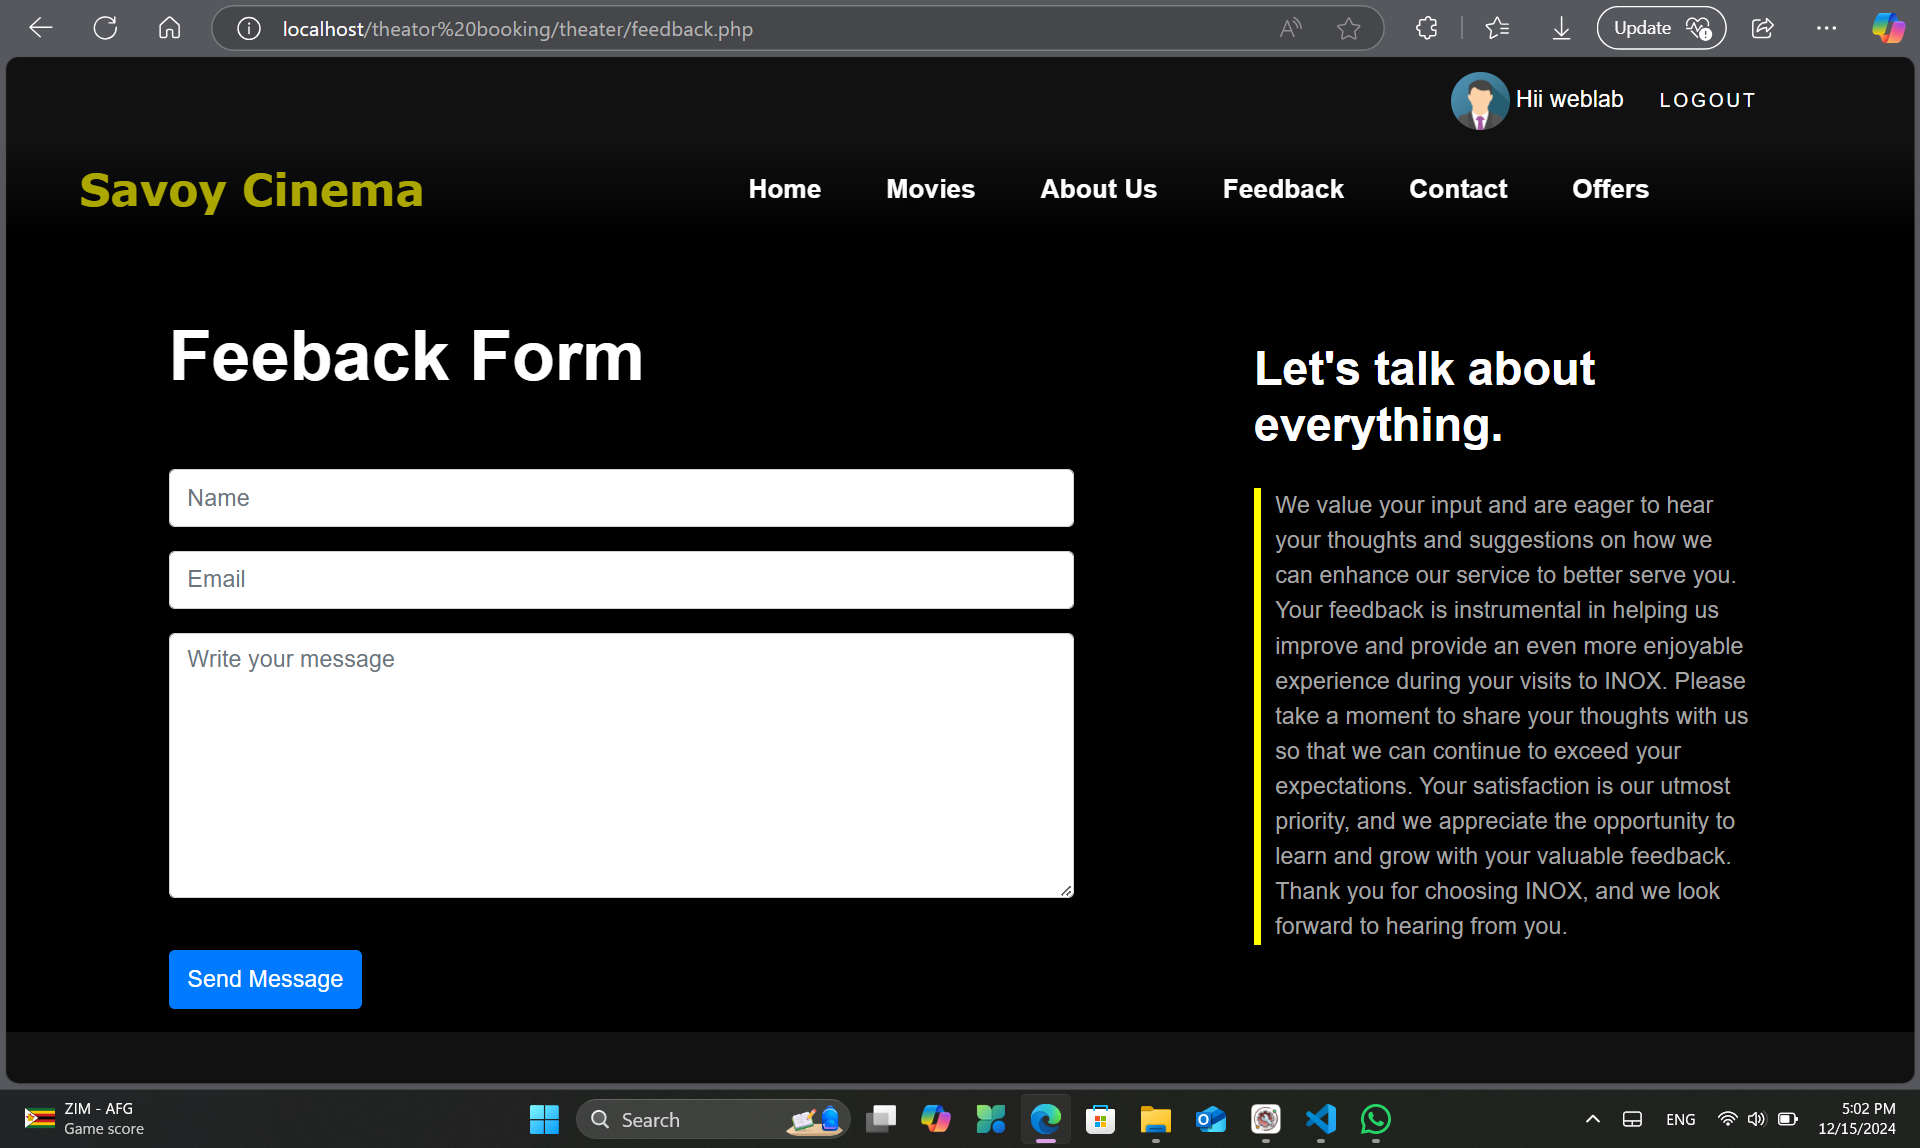 localhost/theator%20booking/theater/feedback.php
Update
Hii weblab
LOGOUT
Savoy Cinema
Home
Movies
About Us
Feedback
Contact
Offers
Feeback Form
Name
Email
Write your message
Send Message
Let's talk about
everything.
We value your input and are eager to hear
your thoughts and suggestions on how we
can enhance our service to better serve you.
Your feedback is instrumental in helping us
improve and provide an even more enjoyable
experience during your visits to INOX. Please
take a moment to share your thoughts with us
so that we can continue to exceed your
expectations. Your satisfaction is our utmost
priority, and we appreciate the opportunity to
learn and grow with your valuable feedback.
Thank you for choosing INOX, and we look
forward to hearing from you.
ZIM - AFG
Game score
Search
ENG
5:02 PM
12/15/2024